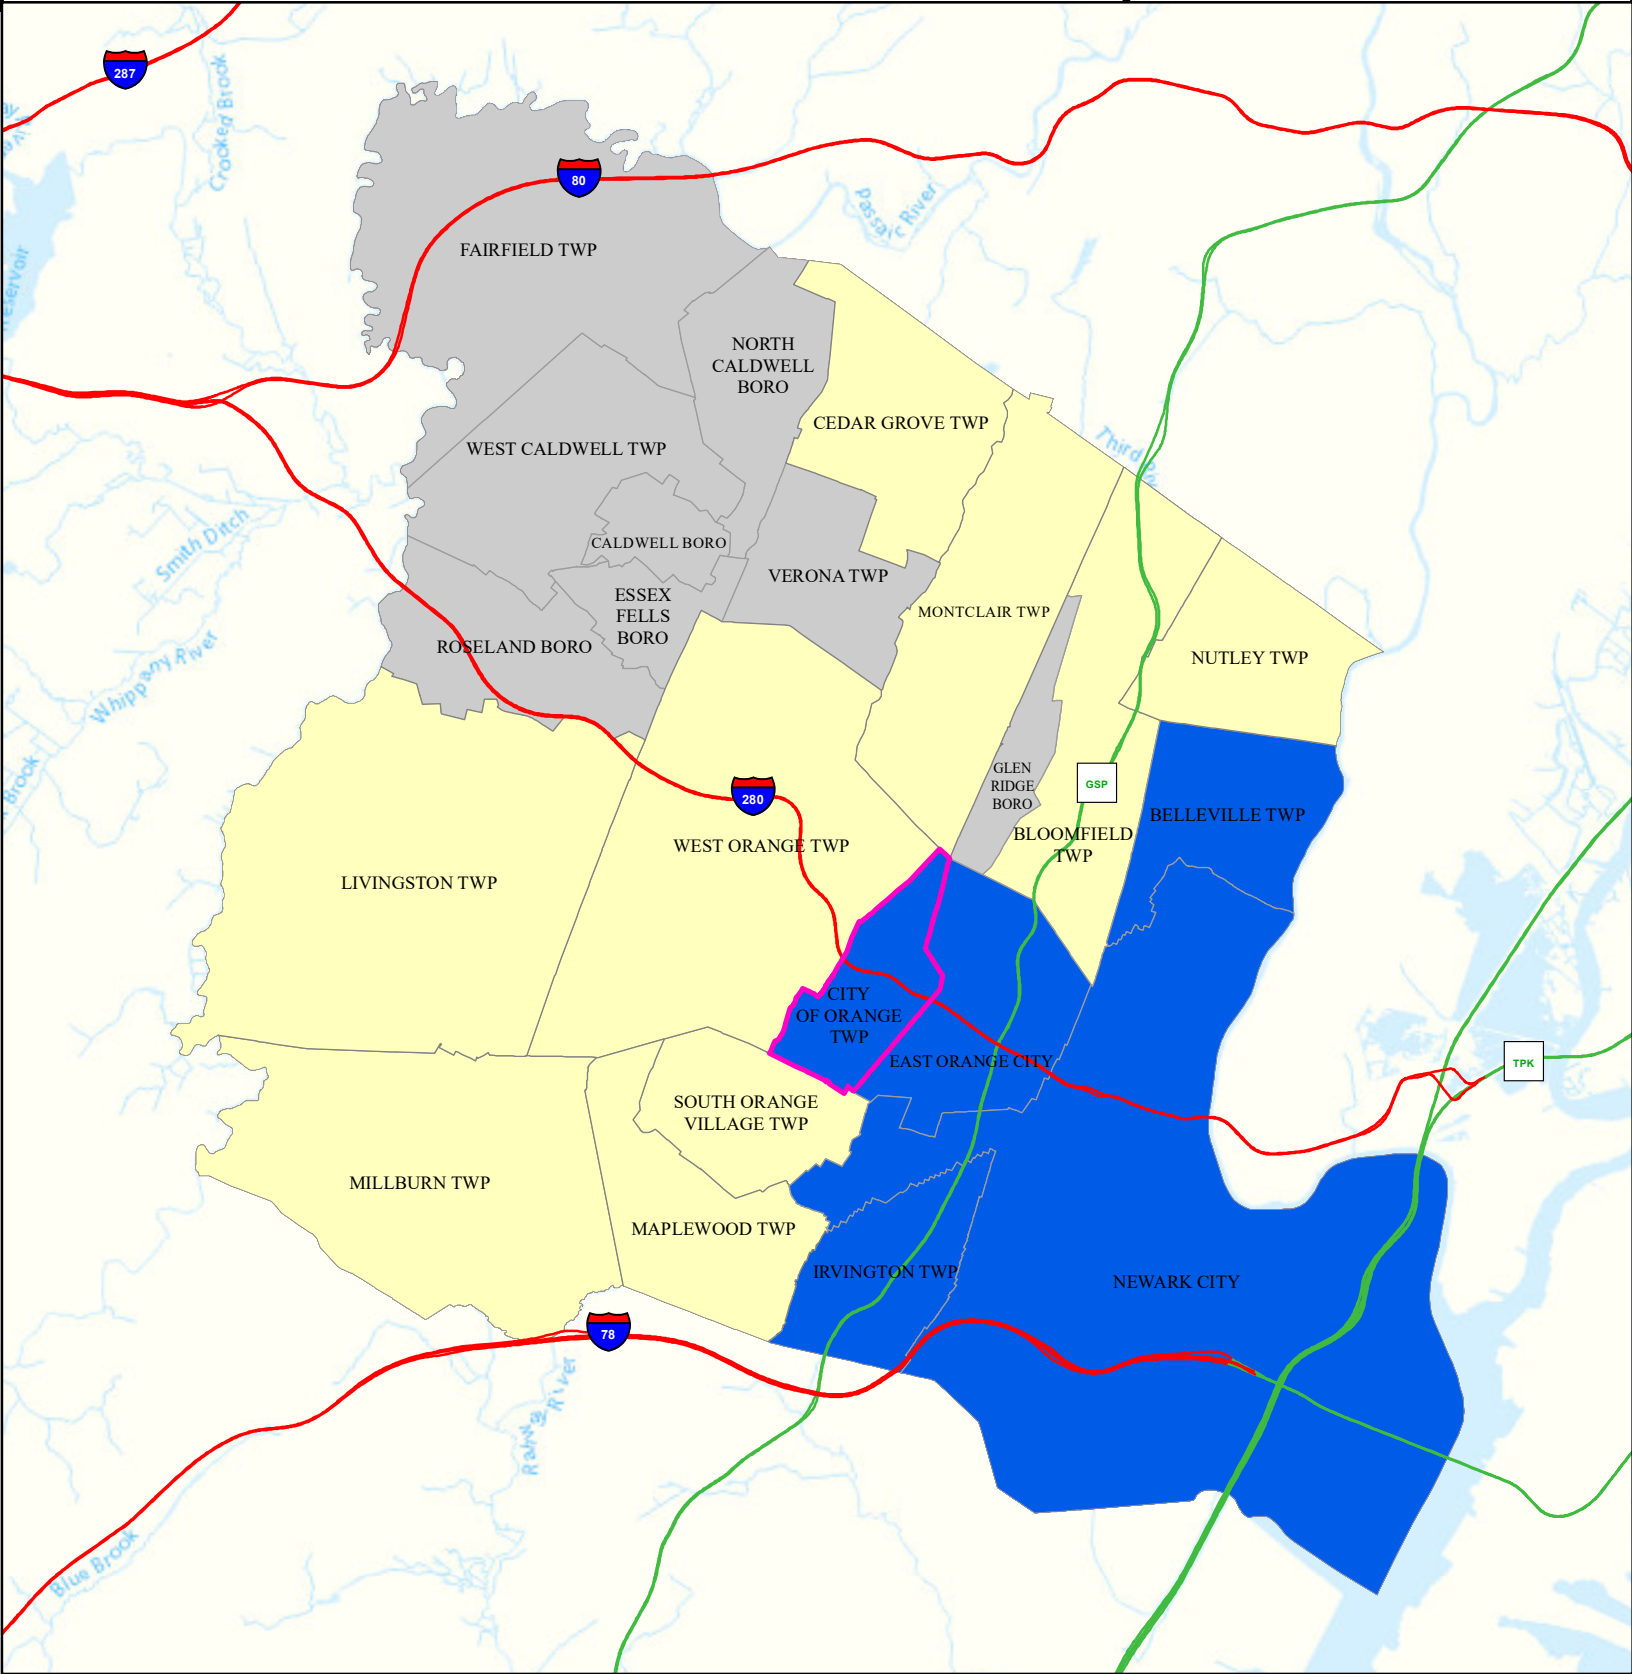 287
Crooked Brook
80
Passaic River
FAIRFIELD TWP
NORTH
CALDWELL
BORO
CEDAR GROVE TWP
WEST CALDWELL TWP
Third
Smith Ditch
CALDWELL BORO
VERONA TWP
ESSEX
FELLS
BORO
MONTCLAIR TWP
ROSELAND BORO
NUTLEY TWP
Whippany River
Brook
GLEN
RIDGE
BORO
GSP
280
BELLEVILLE TWP
BLOOMFIELD
TWP
WEST ORANGE TWP
LIVINGSTON TWP
CITY
OF ORANGE
TWP
EAST ORANGE CITY
TPK
SOUTH ORANGE
VILLAGE TWP
MILLBURN TWP
MAPLEWOOD TWP
IRVINGTON TWP
NEWARK CITY
78
River
Blue Brook